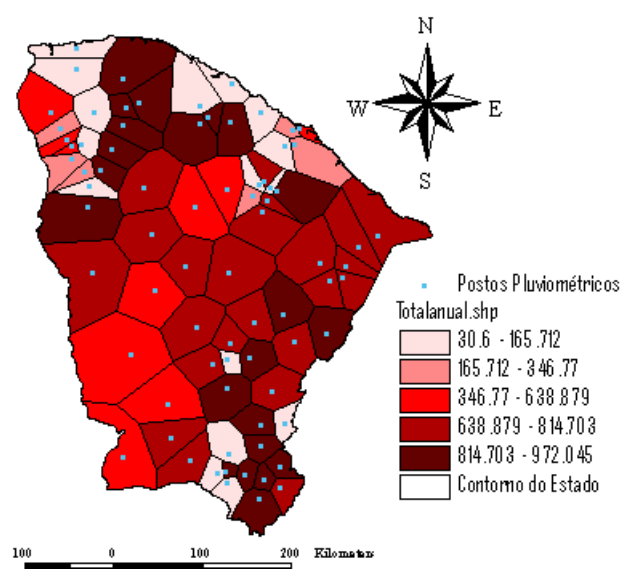 N
W E
S
Postos Pluviométricos
Totalanual.shp
30.6 - 165.712
165.712 - 346.77
346.77 - 638.879
638.879 - 814.703
814.703 - 972.045
Contorno do Estado
100 0 100 200 Kilometers